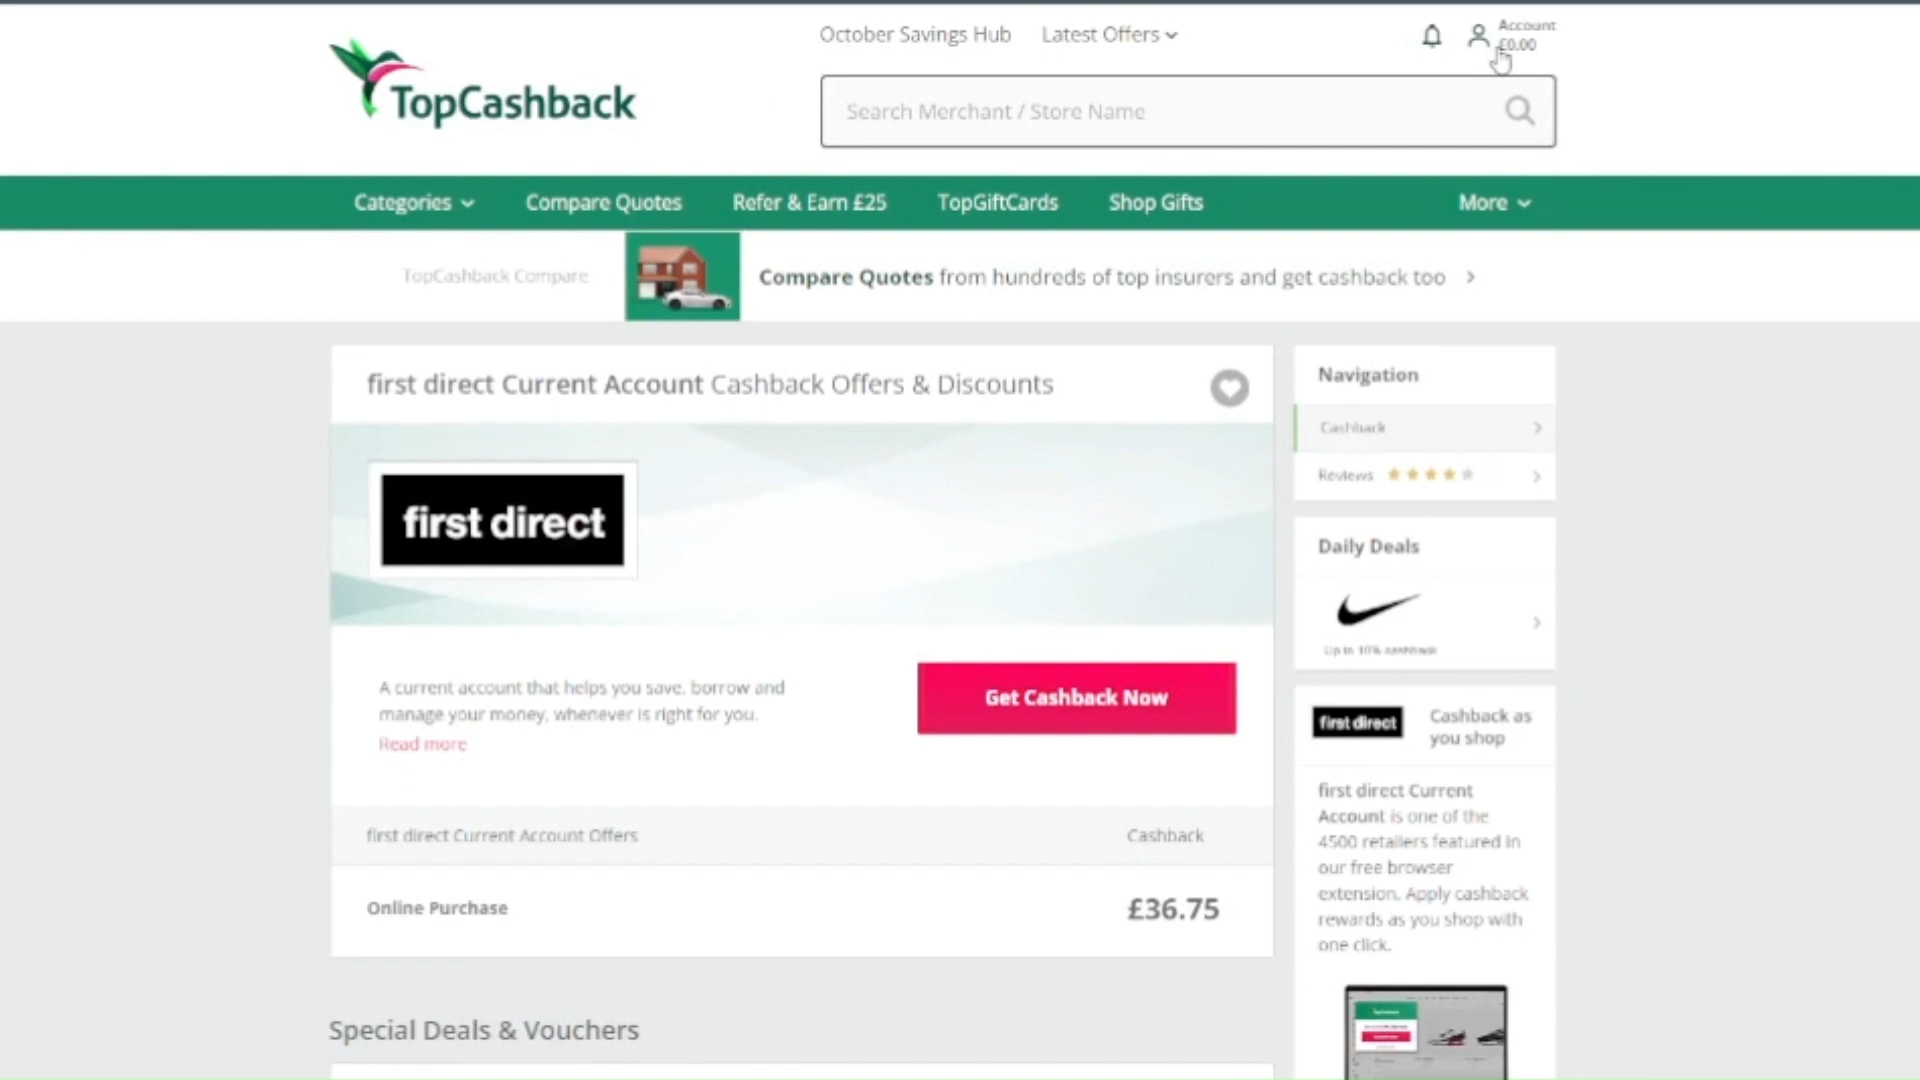 October Savings Hub
Latest Offers
Account
£0.00
TopCashback
Search Merchant / Store Name
Categories
Compare Quotes
Refer & Earn £25
TopGiftCards
Shop Gifts
More
TopCashback Compare
Compare Quotes from hundreds of top insurers and get cashback too
first direct Current Account Cashback Offers & Discounts
first direct
A current account that helps you save, borrow and
manage your money, whenever is right for you.
Read more
Get Cashback Now
first direct Current Account Offers
Cashback
Online Purchase
£36.75
Special Deals & Vouchers
Navigation
Cashback
Reviews
Daily Deals
Up to 10% cashback
first direct
Cashback as
you shop
first direct Current
Account is one of the
4500 retailers featured in
our free browser
extension. Apply cashback
rewards as you shop with
one click.